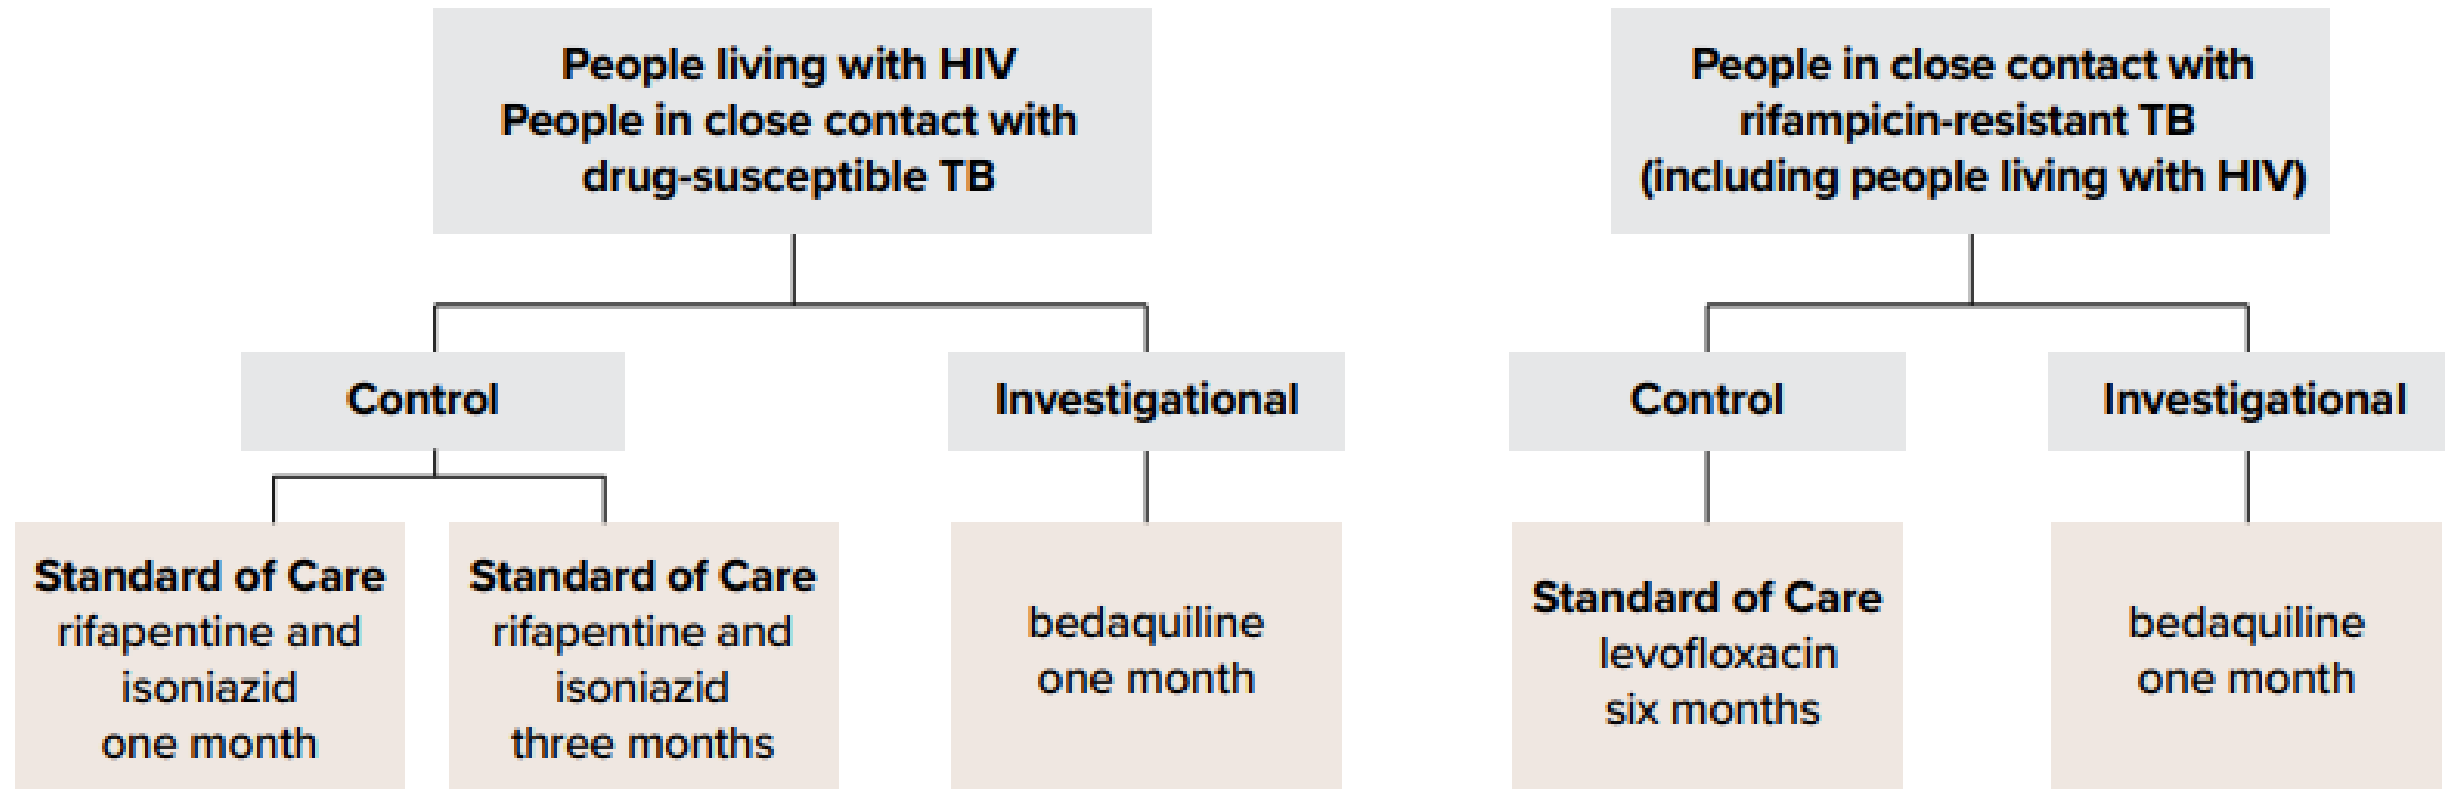 People living with HIV
People in close contact with
drug-susceptible TB
Control
Investigational
Standard of Care
rifapentine and
isoniazid
one month
Standard of Care
rifapentine and
isoniazid
three months
bedaquiline
one month
People in close contact with
rifampicin-resistant TB
(including people living with HIV)
Control
Investigational
Standard of Care
levofloxacin
six months
bedaquiline
one month